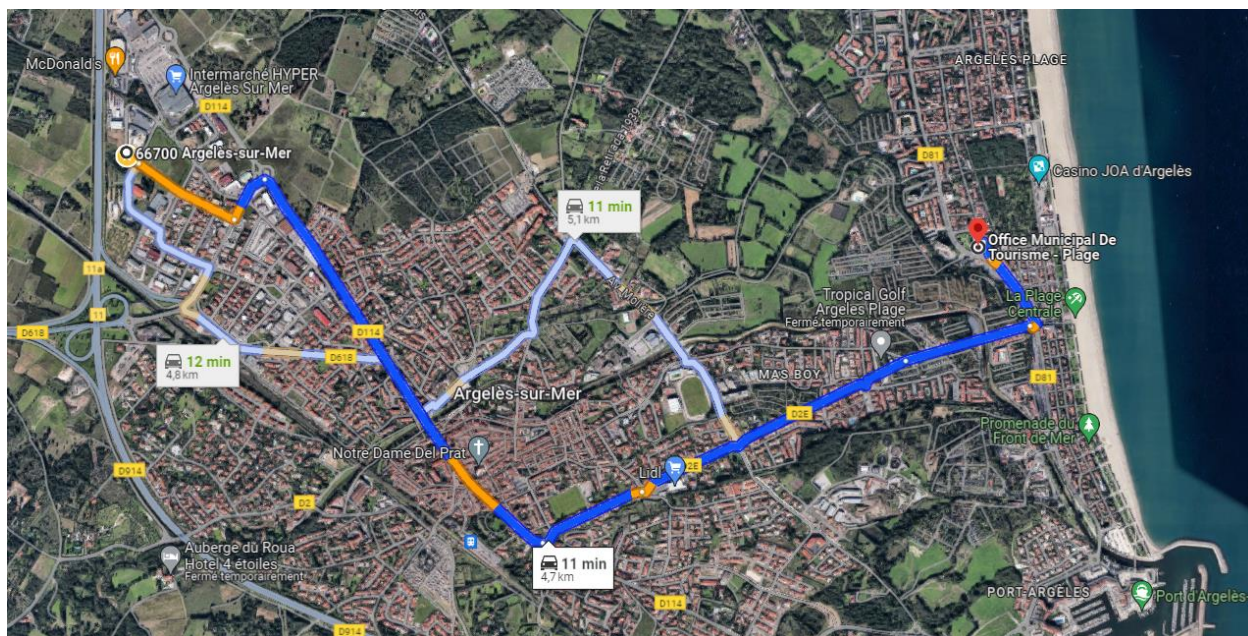 McDonald's
Intermarché HYPER
Argelès Sur Mer
D114
66700 Argelès-sur-Mer
11a
11
D618
12 min
4,8 km
D618
D114
Argelès-sur-Mer
Notre Dame Del Prat
D2
D914
Auberge du Roua
Hotel 4 étoiles
Fermé temporairement
D914
11 min
5,1 km
11 min
4,7 km
Lidl
D2E
D2E
MAS BOY
Tropical Golf
Argeles Plage
Fermé temporairement
ARGELÈS PLAGE
D81
Casino JOA d'Argelès
Office Municipal De
Tourisme - Plage
La Plage
Centrale
D81
Promenade du
Front de Mer
PORT-ARGELÈS
Port d'Argelès-
D114